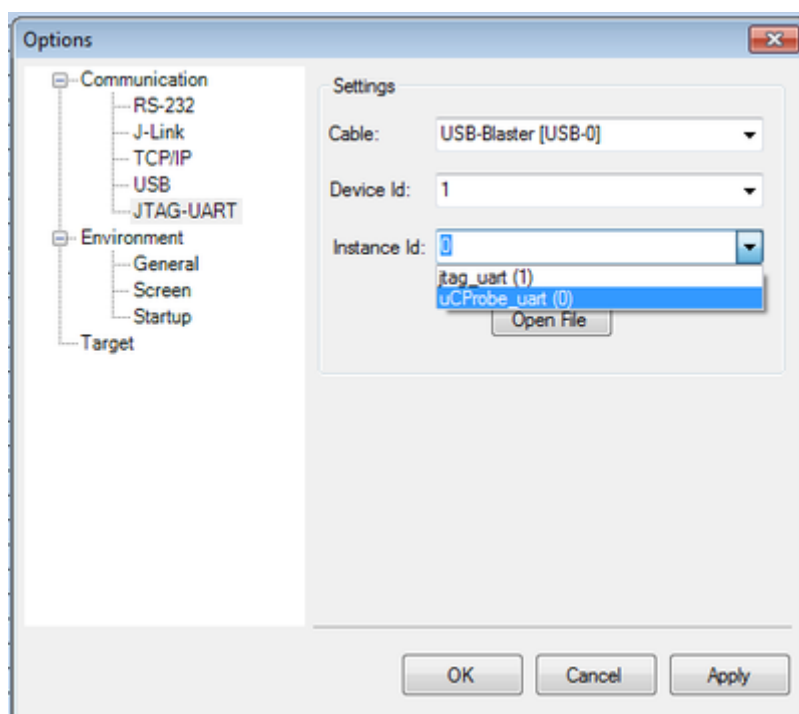 Options
Communication
RS-232
J-Link
TCP/IP
USB
JTAG-UART
Environment
General
Screen
Startup
Target
Settings
Cable: USB-Blaster [USB-0]
Device Id: 1
Instance Id: 0
jtag_uart (1)
uCProbe_uart (0)
Open File
OK Cancel Apply